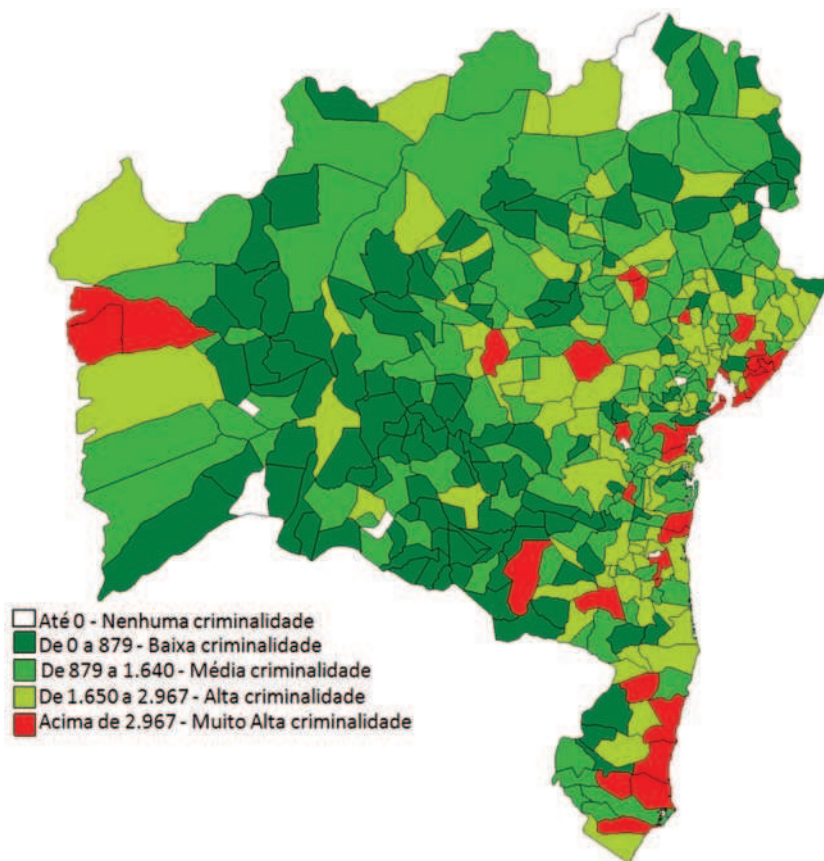 Até 0 - Nenhuma criminalidade
De 0 a 879 - Baixa criminalidade
De 879 a 1.640 - Média criminalidade
De 1.650 a 2.967 - Alta criminalidade
Acima de 2.967 - Muito Alta criminalidade